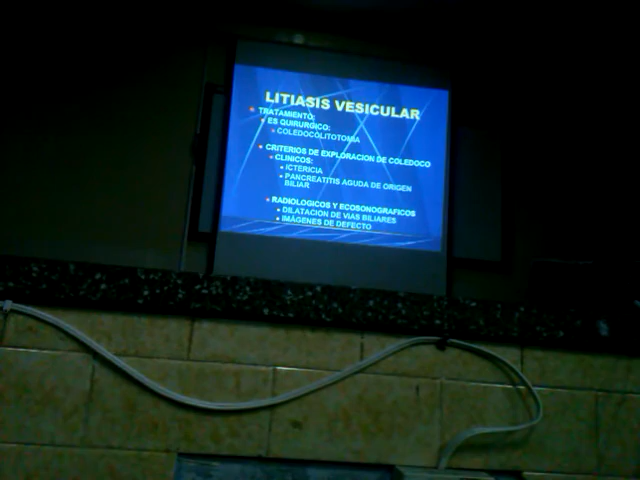 LITIASIS VESICULAR
TRATAMIENTO:
ES QUIRURGICO:
COLEDOCOLITOTOMIA
CRITERIOS DE EXPLORACION DE COLEDOCO
CLINICOS:
ICTERICIA
PANCREATITIS AGUDA DE ORIGEN
BILIAR
RADIOLOGICOS Y ECOSONOGRAFICOS
DILATACION DE VIAS BILIARES
IMÁGENES DE DEFECTO